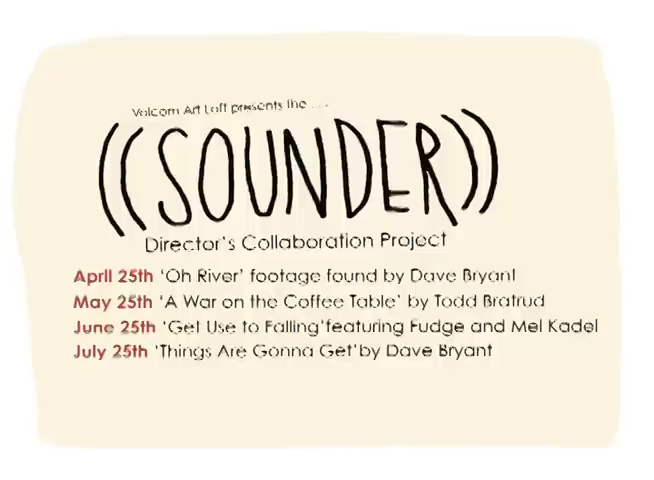 Volcom Art Loft presents the ...
((SOUNDER))
Director's Collaboration Project
April 25th 'Oh River' footage found by Dave Bryant
May 25th 'A War on the Coffee Table' by Todd Bratrud
June 25th 'Get Use to Falling'featuring Fudge and Mel Kadel
July 25th 'Things Are Gonna Get'by Dave Bryant